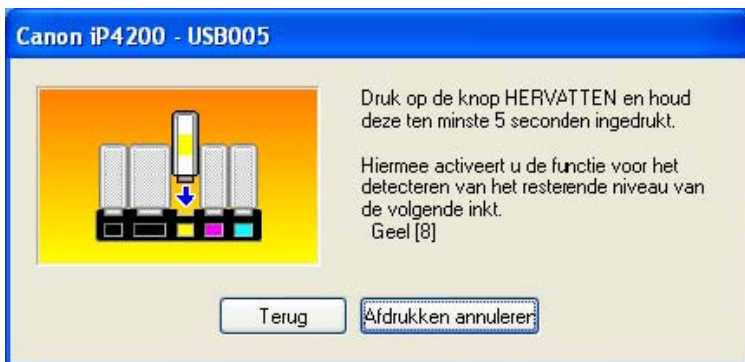 Canon iP4200 - USB005
Druk op de knop HERVATTEN en houd
deze ten minste 5 seconden ingedrukt.
Hiermee activeert u de functie voor het
detecteren van het resterende niveau van
de volgende inkt.
Geel [8]
Terug
Afdrukken annuleren